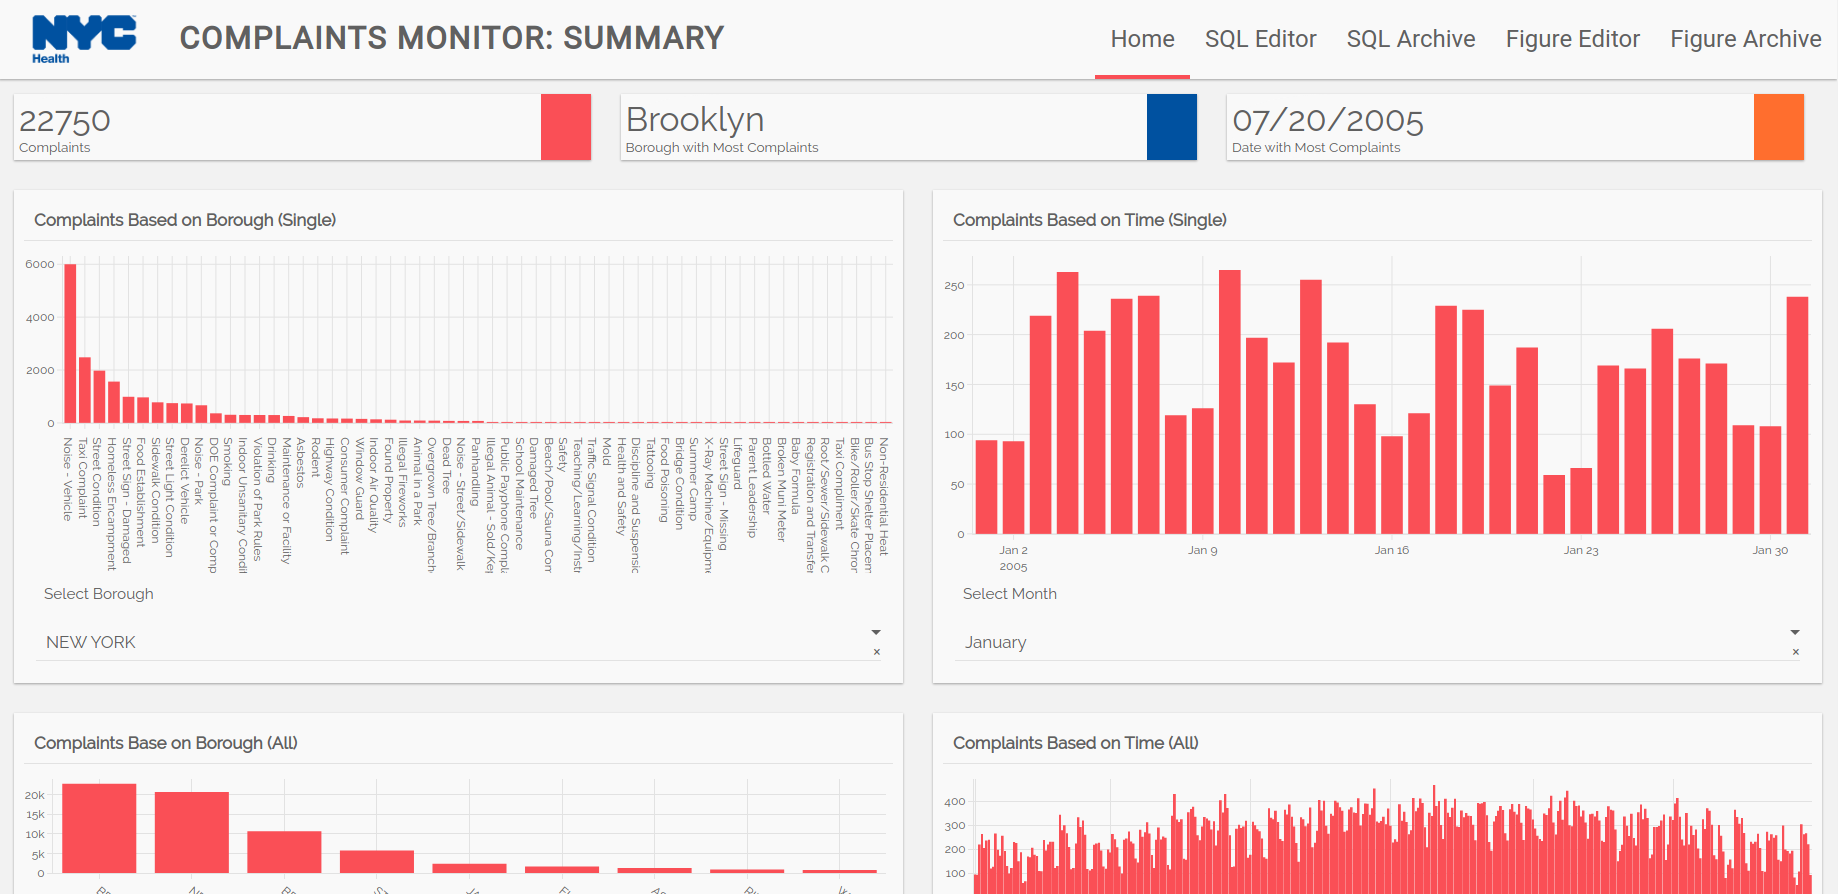 NYC
Health
COMPLAINTS MONITOR: SUMMARY
Home
SQL Editor
SQL Archive
Figure Editor
Figure Archive
22750
Complaints
Brooklyn
Borough with Most Complaints
07/20/2005
Date with Most Complaints
Complaints Based on Borough (Single)
6000
4000
2000
0
Noise - Vehicle
Taxi Complaint
Street Condition
Homeless Encampment
Street Sign - Damaged
Food Establishment
Sidewalk Condition
Street Light Condition
Derelict Vehicle
Noise - Park
DOE Complaint or Comp
Smoking
Indoor Unsanitary Condi
Violation of Park Rules
Drinking
Maintenance or Facility
Asbestos
Rodent
Highway Condition
Consumer Complaint
Window Guard
Indoor Air Quality
Found Property
Illegal Fireworks
Animal in a Park
Overgrown Tree/Branch
Dead Tree
Noise - Street/Sidewalk
Panhandling
Illegal Animal - Sold/Kep
Public Payphone Compla
School Maintenance
Damaged Tree
Beach/Pool/Sauna Com
Safety
Teaching/Learning/Instr
Traffic Signal Condition
Mold
Health and Safety
Discipline and Suspensio
Tattooing
Food Poisoning
Bridge Condition
Summer Camp
X-Ray Machine/Equipme
Street Sign - Missing
Lifeguard
Parent Leadership
Bottled Water
Broken Muni Meter
Baby Formula
Registration and Transfer
Root/Sewer/Sidewalk C
Taxi Compliment
Bike/Roller/Skate Chron
Bus Stop Shelter Placem
Non-Residential Heat
Select Borough
NEW YORK
×
Complaints Based on Time (Single)
250
200
150
100
50
0
Jan 2
2005
Jan 9
Jan 16
Jan 23
Jan 30
Select Month
January
×
Complaints Base on Borough (All)
20k
15k
10k
5k
0
Complaints Based on Time (All)
400
300
200
100